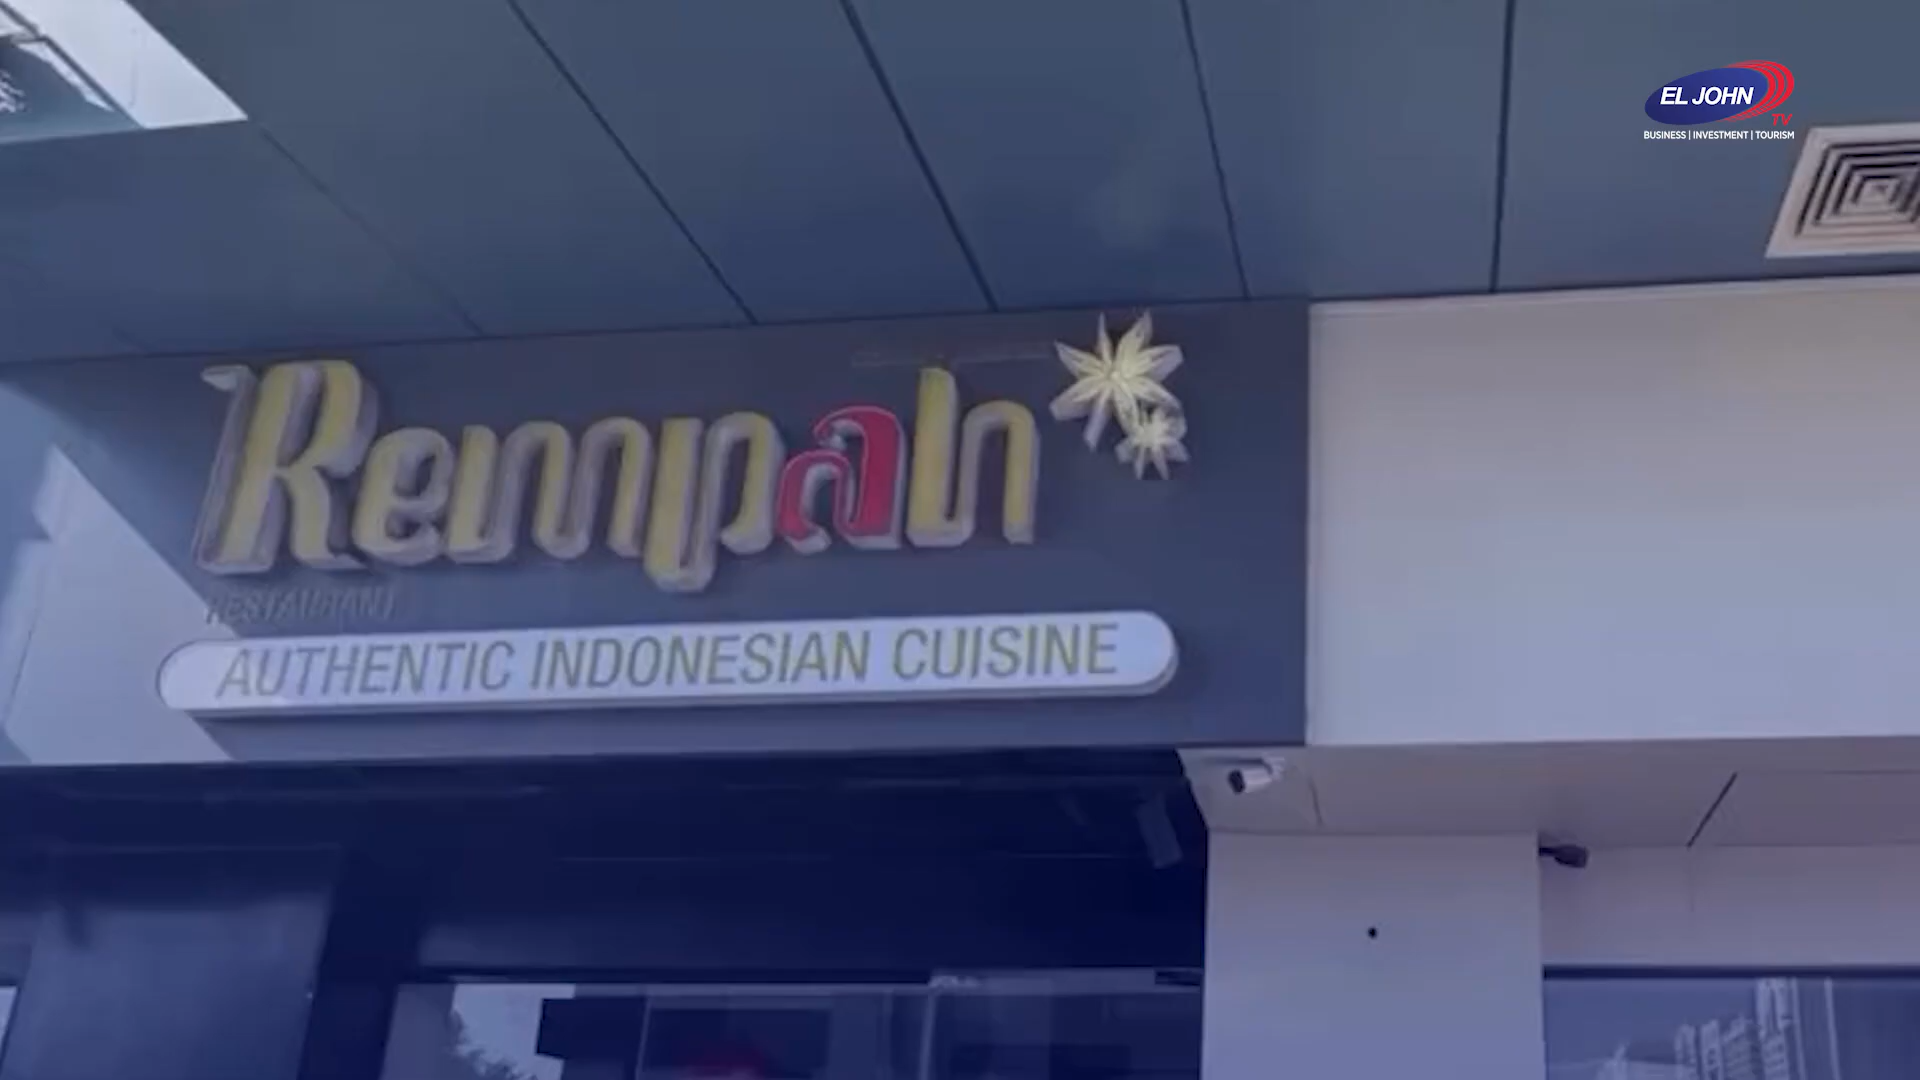 EL JOHN
TV
BUSINESS | INVESTMENT | TOURISM
Rempah
RESTAURANT
AUTHENTIC INDONESIAN CUISINE